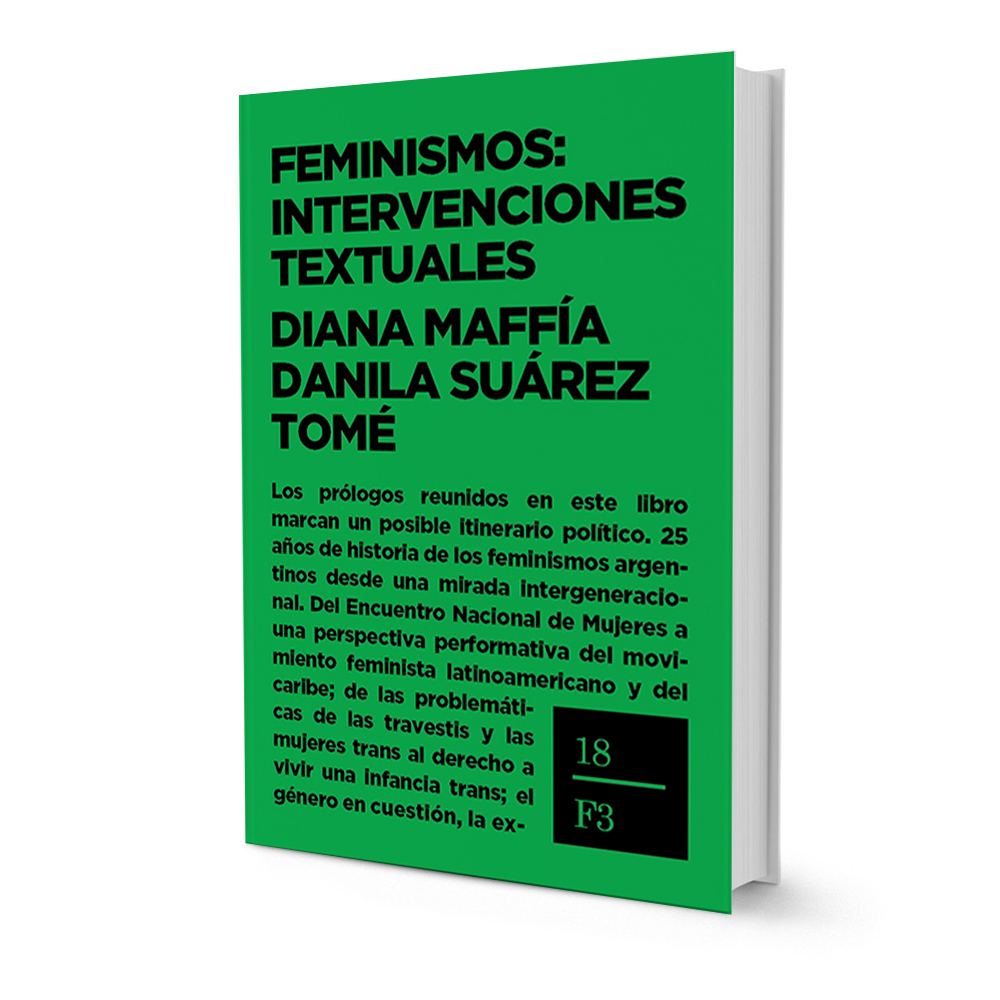 FEMINISMOS:
INTERVENCIONES
TEXTUALES
DIANA MAFFÍA
DANILA SUÁREZ
TOMÉ
Los prólogos reunidos en este libro
marcan un posible itinerario político. 25
años de historia de los feminismos argen-
tinos desde una mirada intergeneracio-
nal. Del Encuentro Nacional de Mujeres a
una perspectiva performativa del movi-
miento feminista latinoamericano y del
caribe; de las problemáti-
cas de las travestis y las
mujeres trans al derecho a
vivir una infancia trans; el
género en cuestión, la ex-
18
F3